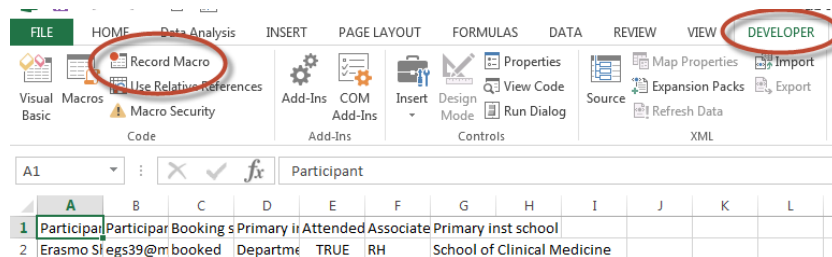 FILE HOME Data Analysis INSERT PAGE LAYOUT FORMULAS DATA REVIEW VIEW DEVELOPER
Visual Basic
Macros
Record Macro
Use Relative References
Macro Security
Code
Add-Ins
COM Add-Ins
Add-Ins
Insert
Design Mode
Properties
View Code
Run Dialog
Controls
Source
Map Properties
Expansion Packs
Refresh Data
Import
Export
XML
A1 fx Participant
A B C D E F G H I J K L
1 Participan Participan Booking s Primary in Attended Associate Primary inst school
2 Erasmo Sh egs39@m booked Departme TRUE RH School of Clinical Medicine